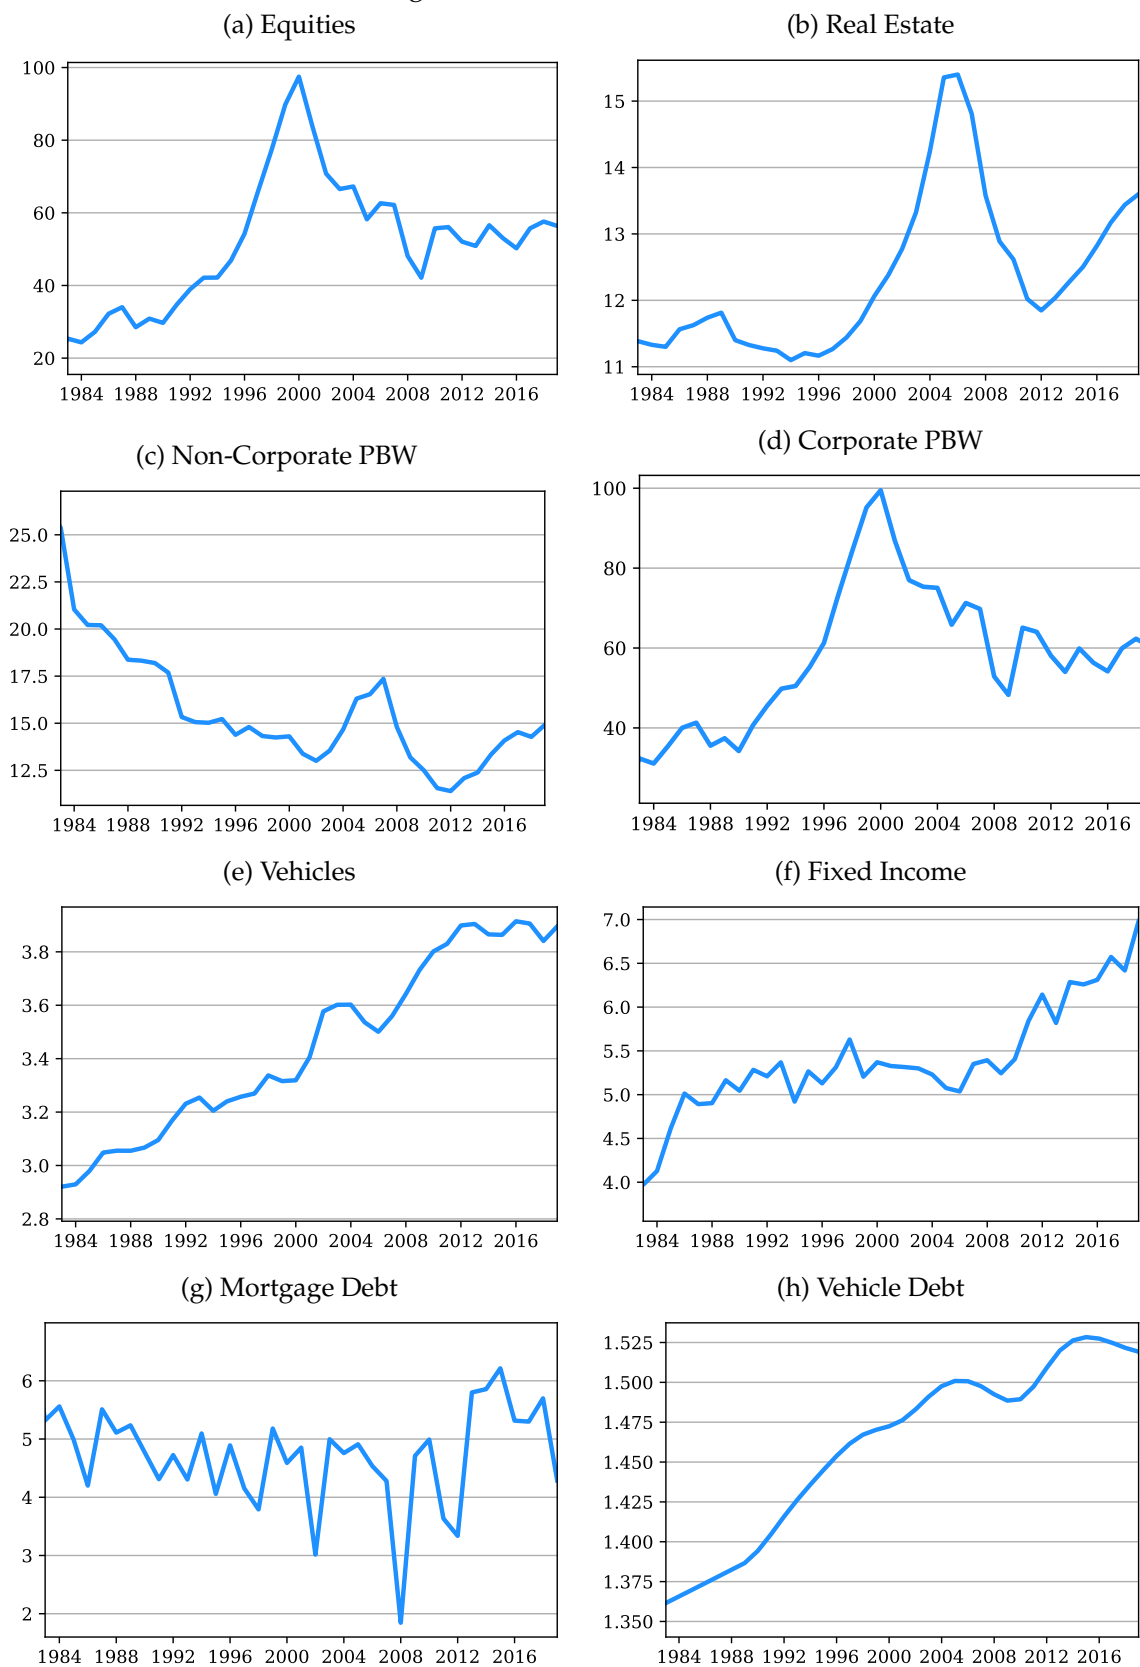 (a) Equities
100
80
60
40
20
1984 1988 1992 1996 2000 2004 2008 2012 2016
(b) Real Estate
15
14
13
12
11
1984 1988 1992 1996 2000 2004 2008 2012 2016
(c) Non-Corporate PBW
25.0
22.5
20.0
17.5
15.0
12.5
1984 1988 1992 1996 2000 2004 2008 2012 2016
(d) Corporate PBW
100
80
60
40
1984 1988 1992 1996 2000 2004 2008 2012 2016
(e) Vehicles
3.8
3.6
3.4
3.2
3.0
2.8
1984 1988 1992 1996 2000 2004 2008 2012 2016
(f) Fixed Income
7.0
6.5
6.0
5.5
5.0
4.5
4.0
1984 1988 1992 1996 2000 2004 2008 2012 2016
(g) Mortgage Debt
6
5
4
3
2
1984 1988 1992 1996 2000 2004 2008 2012 2016
(h) Vehicle Debt
1.525
1.500
1.475
1.450
1.425
1.400
1.375
1.350
1984 1988 1992 1996 2000 2004 2008 2012 2016